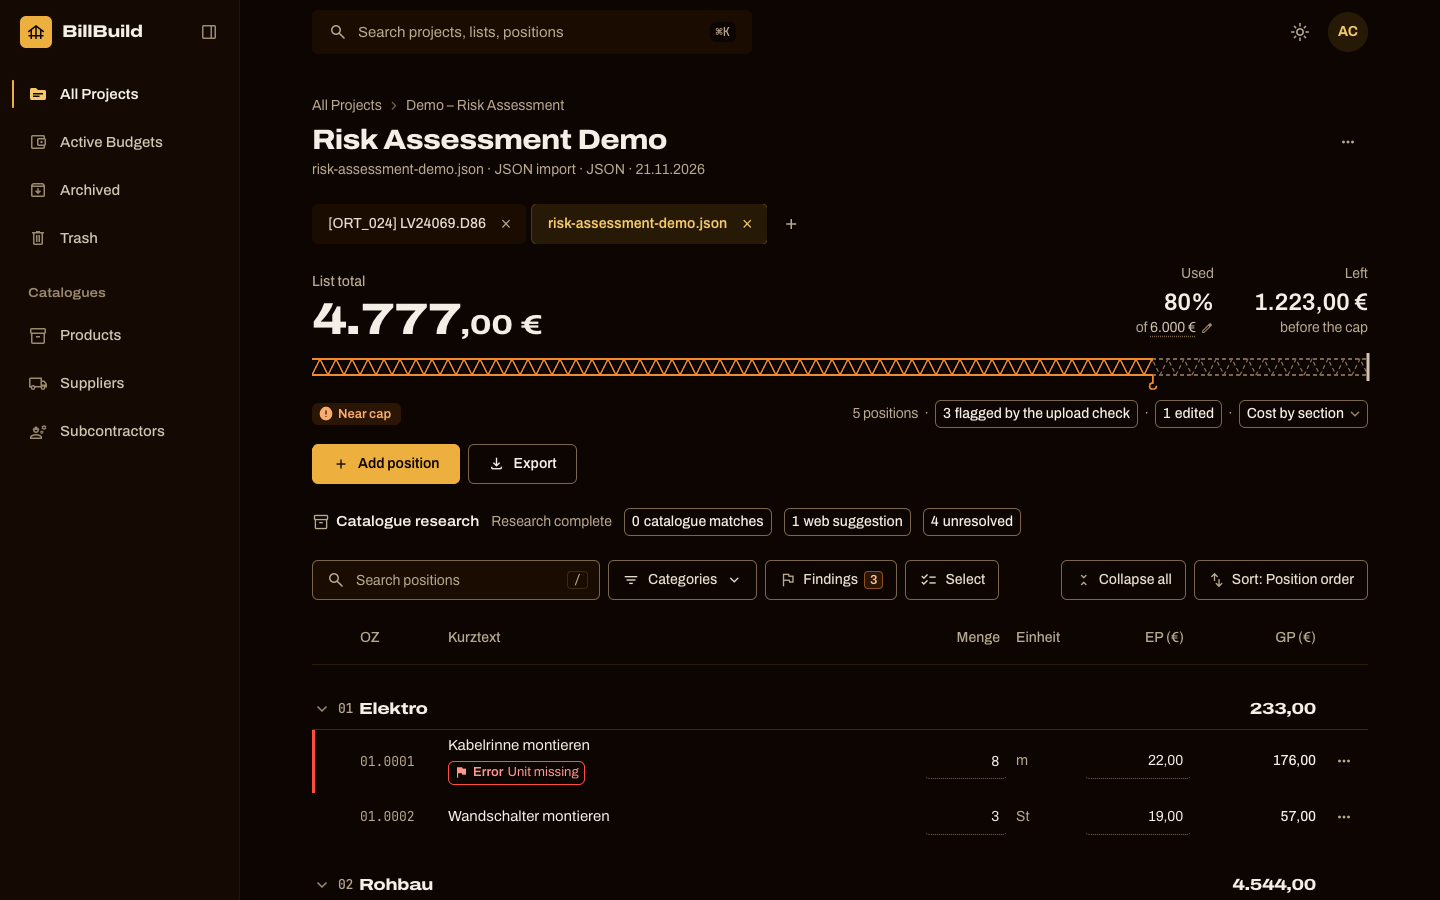 BillBuild
Search projects, lists, positions ⌘K
AC
All Projects
Active Budgets
Archived
Trash
Catalogues
Products
Suppliers
Subcontractors
All Projects › Demo – Risk Assessment
Risk Assessment Demo
risk-assessment-demo.json · JSON import · JSON · 21.11.2026
[ORT_024] LV24069.D86 × risk-assessment-demo.json × +
List total
4.777,00 €
Used
80%
of 6.000 €
Left
1.223,00 €
before the cap
Near cap
5 positions · 3 flagged by the upload check · 1 edited · Cost by section
+ Add position Export
Catalogue research Research complete 0 catalogue matches 1 web suggestion 4 unresolved
Search positions / Categories Findings 3 Select Collapse all Sort: Position order
OZ Kurztext Menge Einheit EP (€) GP (€)
01 Elektro 233,00
01.0001 Kabelrinne montieren 8 m 22,00 176,00
Error Unit missing
01.0002 Wandschalter montieren 3 St 19,00 57,00
02 Rohbau 4.544,00